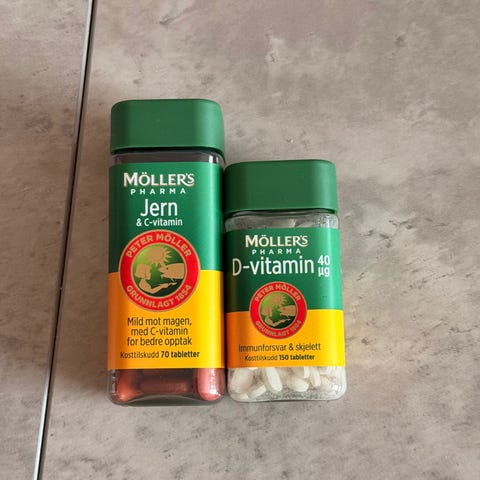 MÖLLER'S
PHARMA
Jern
& C-vitamin
PETER MÖLLER
GRUNNLAGT 1854
Mild mot magen,
med C-vitamin
for bedre opptak
Kosttilskudd 70 tabletter
MÖLLER'S
PHARMA
D-vitamin 40 µg
PETER MÖLLER
GRUNNLAGT 1854
Immunforsvar & skjelett
Kosttilskudd 150 tabletter